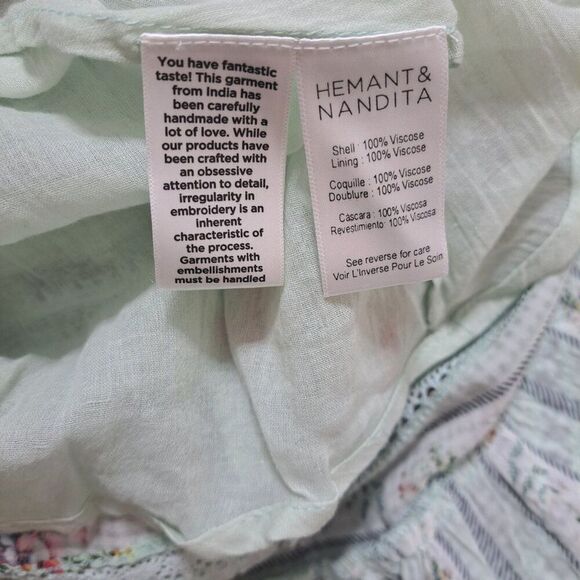 You have fantastic
taste! This garment
from India has
been carefully
handmade with a
lot of love. While
our products have
been crafted with
an obsessive
attention to detail,
irregularity in
embroidery is an
inherent
characteristic of
the process.
Garments with
embellishments
must be handled
HEMANT &
NANDITA
Shell : 100% Viscose
Lining : 100% Viscose
Coquille : 100% Viscose
Doublure : 100% Viscose
Cáscara : 100% Viscosa
Revestimiento : 100% Viscosa
See reverse for care
Voir L'Inverse Pour Le Soin